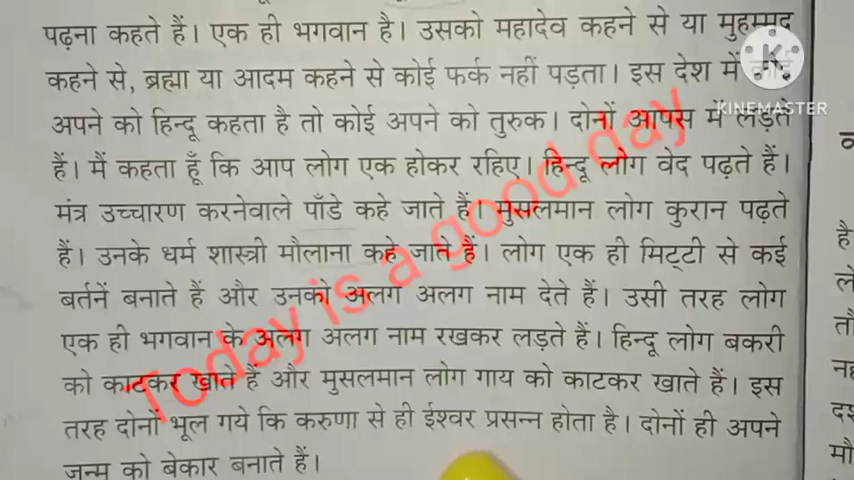 पढ़ना कहते हैं। एक ही भगवान है। उसको महादेव कहने से या मुहम्मद
कहने से, ब्रह्मा या आदम कहने से कोई फर्क नहीं पड़ता। इस देश में कोई
अपने को हिन्दू कहता है तो कोई अपने को तुरुक। दोनों आपस में लड़ते
हैं। मैं कहता हूँ कि आप लोग एक होकर रहिए। हिन्दू लोग वेद पढ़ते हैं।
मंत्र उच्चारण करनेवाले पाँडे कहे जाते हैं। मुसलमान लोग कुरान पढ़ते
हैं। उनके धर्म शास्त्री मौलाना कहे जाते हैं। लोग एक ही मिट्टी से कई
बर्तनें बनाते हैं और उनको अलग अलग नाम देते हैं। उसी तरह लोग
एक ही भगवान के अलग अलग नाम रखकर लड़ते हैं। हिन्दू लोग बकरी
को काटकर खाते हैं और मुसलमान लोग गाय को काटकर खाते हैं। इस
तरह दोनों भूल गये कि करुणा से ही ईश्वर प्रसन्न होता है। दोनों ही अपने
जन्म को बेकार बनाते हैं।
Today is a good day
KINEMASTER
है
ले
तौ
नह
दश
मौ